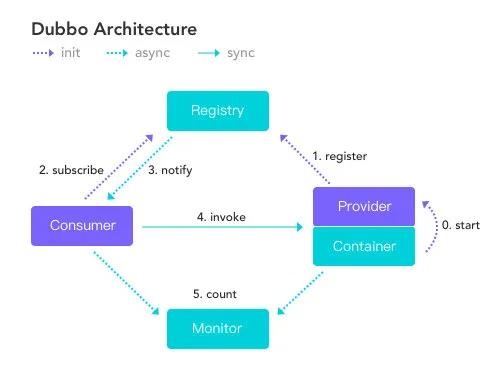 Dubbo Architecture
init async sync
Registry
1. register
2. subscribe 3. notify
Provider
Consumer 4. invoke 0. start
Container
5. count
Monitor